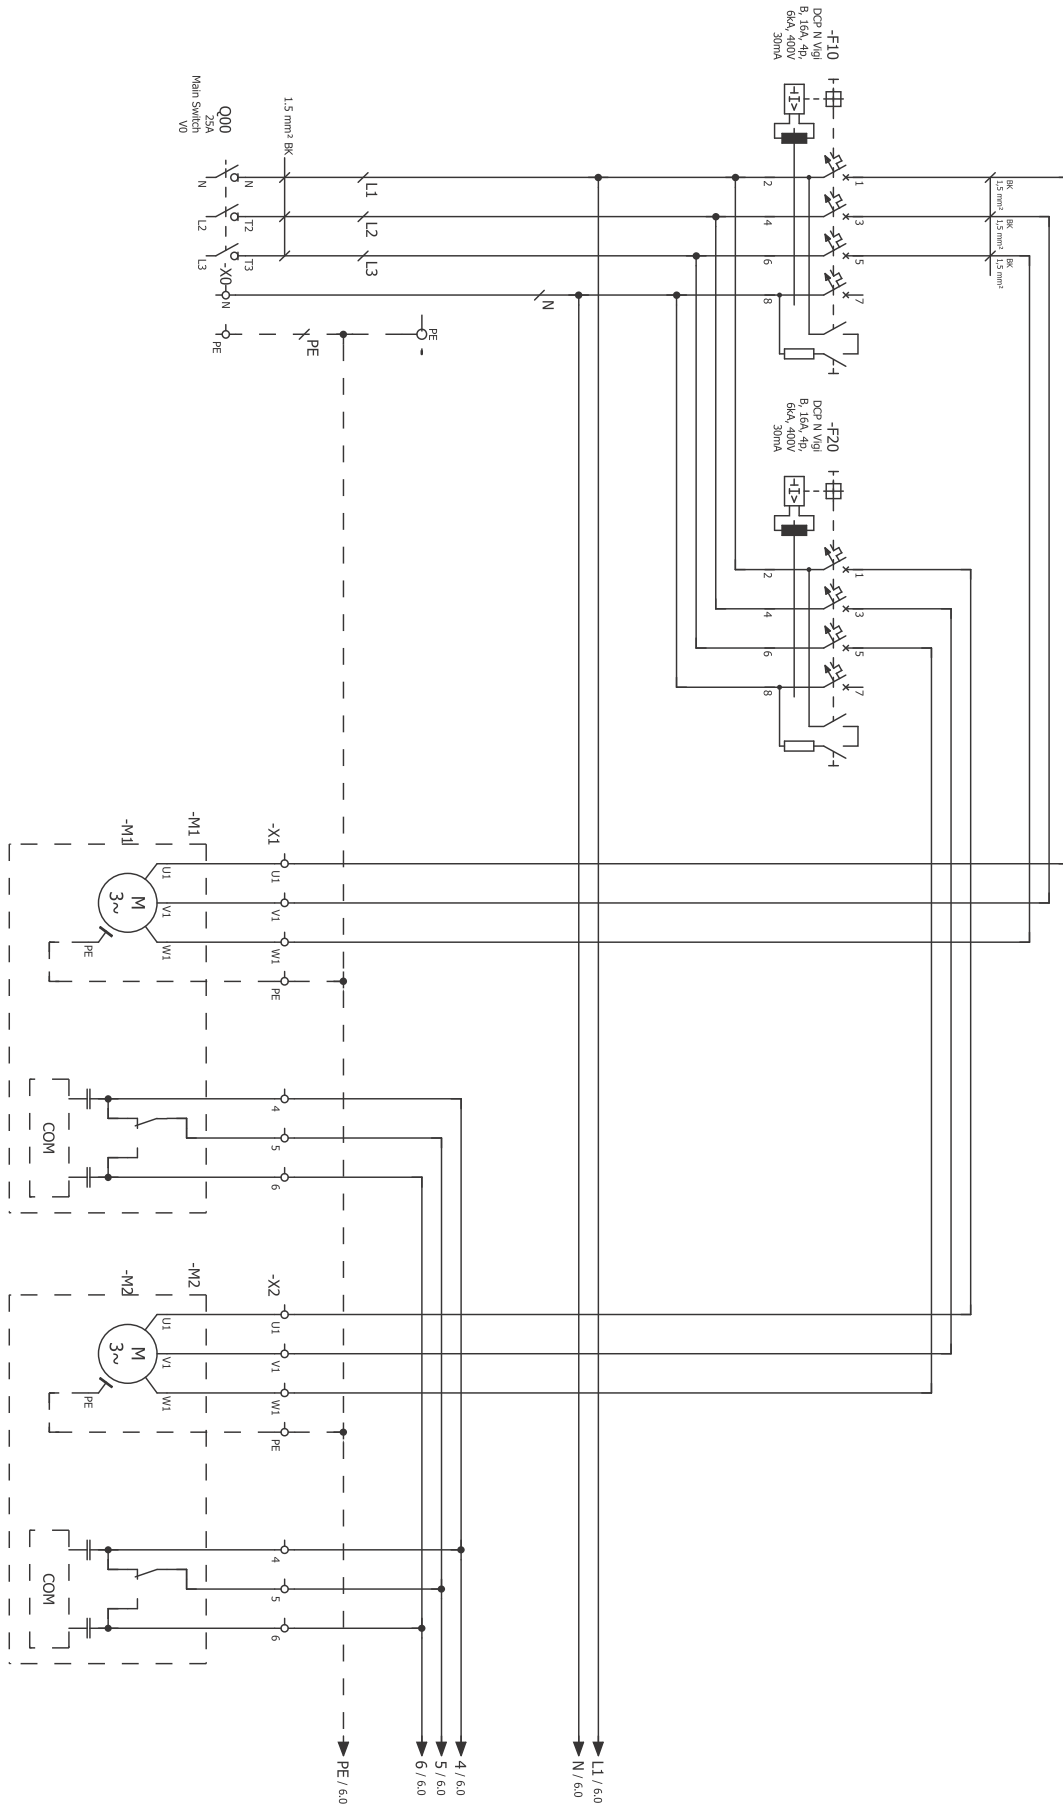 -F10
DCP N Vigi
B, 16A, 4p,
6kA, 400V
30mA
1.5 mm² BK
Q00
25A
Main Switch
V0
N
N
L2
T2
L3
T3
-X0
N
PE
L1
L2
L3
N
PE
PE
2
4
6
8
1
3
5
7
BK
1,5 mm²
BK
1,5 mm²
BK
1,5 mm²
-F20
DCP N Vigi
B, 16A, 4p,
6kA, 400V
30mA
2
4
6
8
1
3
5
7
-X1
-M1
-M1
M
3~
U1
V1
W1
PE
U1
V1
W1
PE
COM
4
5
6
-X2
-M2
-M2
M
3~
U1
V1
W1
PE
U1
V1
W1
PE
COM
4
5
6
L1 / 6.0
N / 6.0
4 / 6.0
5 / 6.0
6 / 6.0
PE / 6.0